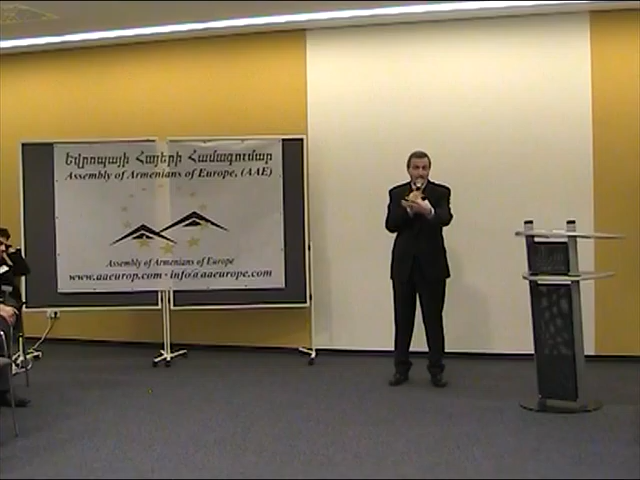 Եվրոպայի Հայերի Համագումար
Assembly of Armenians of Europe, (AAE)
Assembly of Armenians of Europe
www.aaeurop.com - info@aaeurope.com